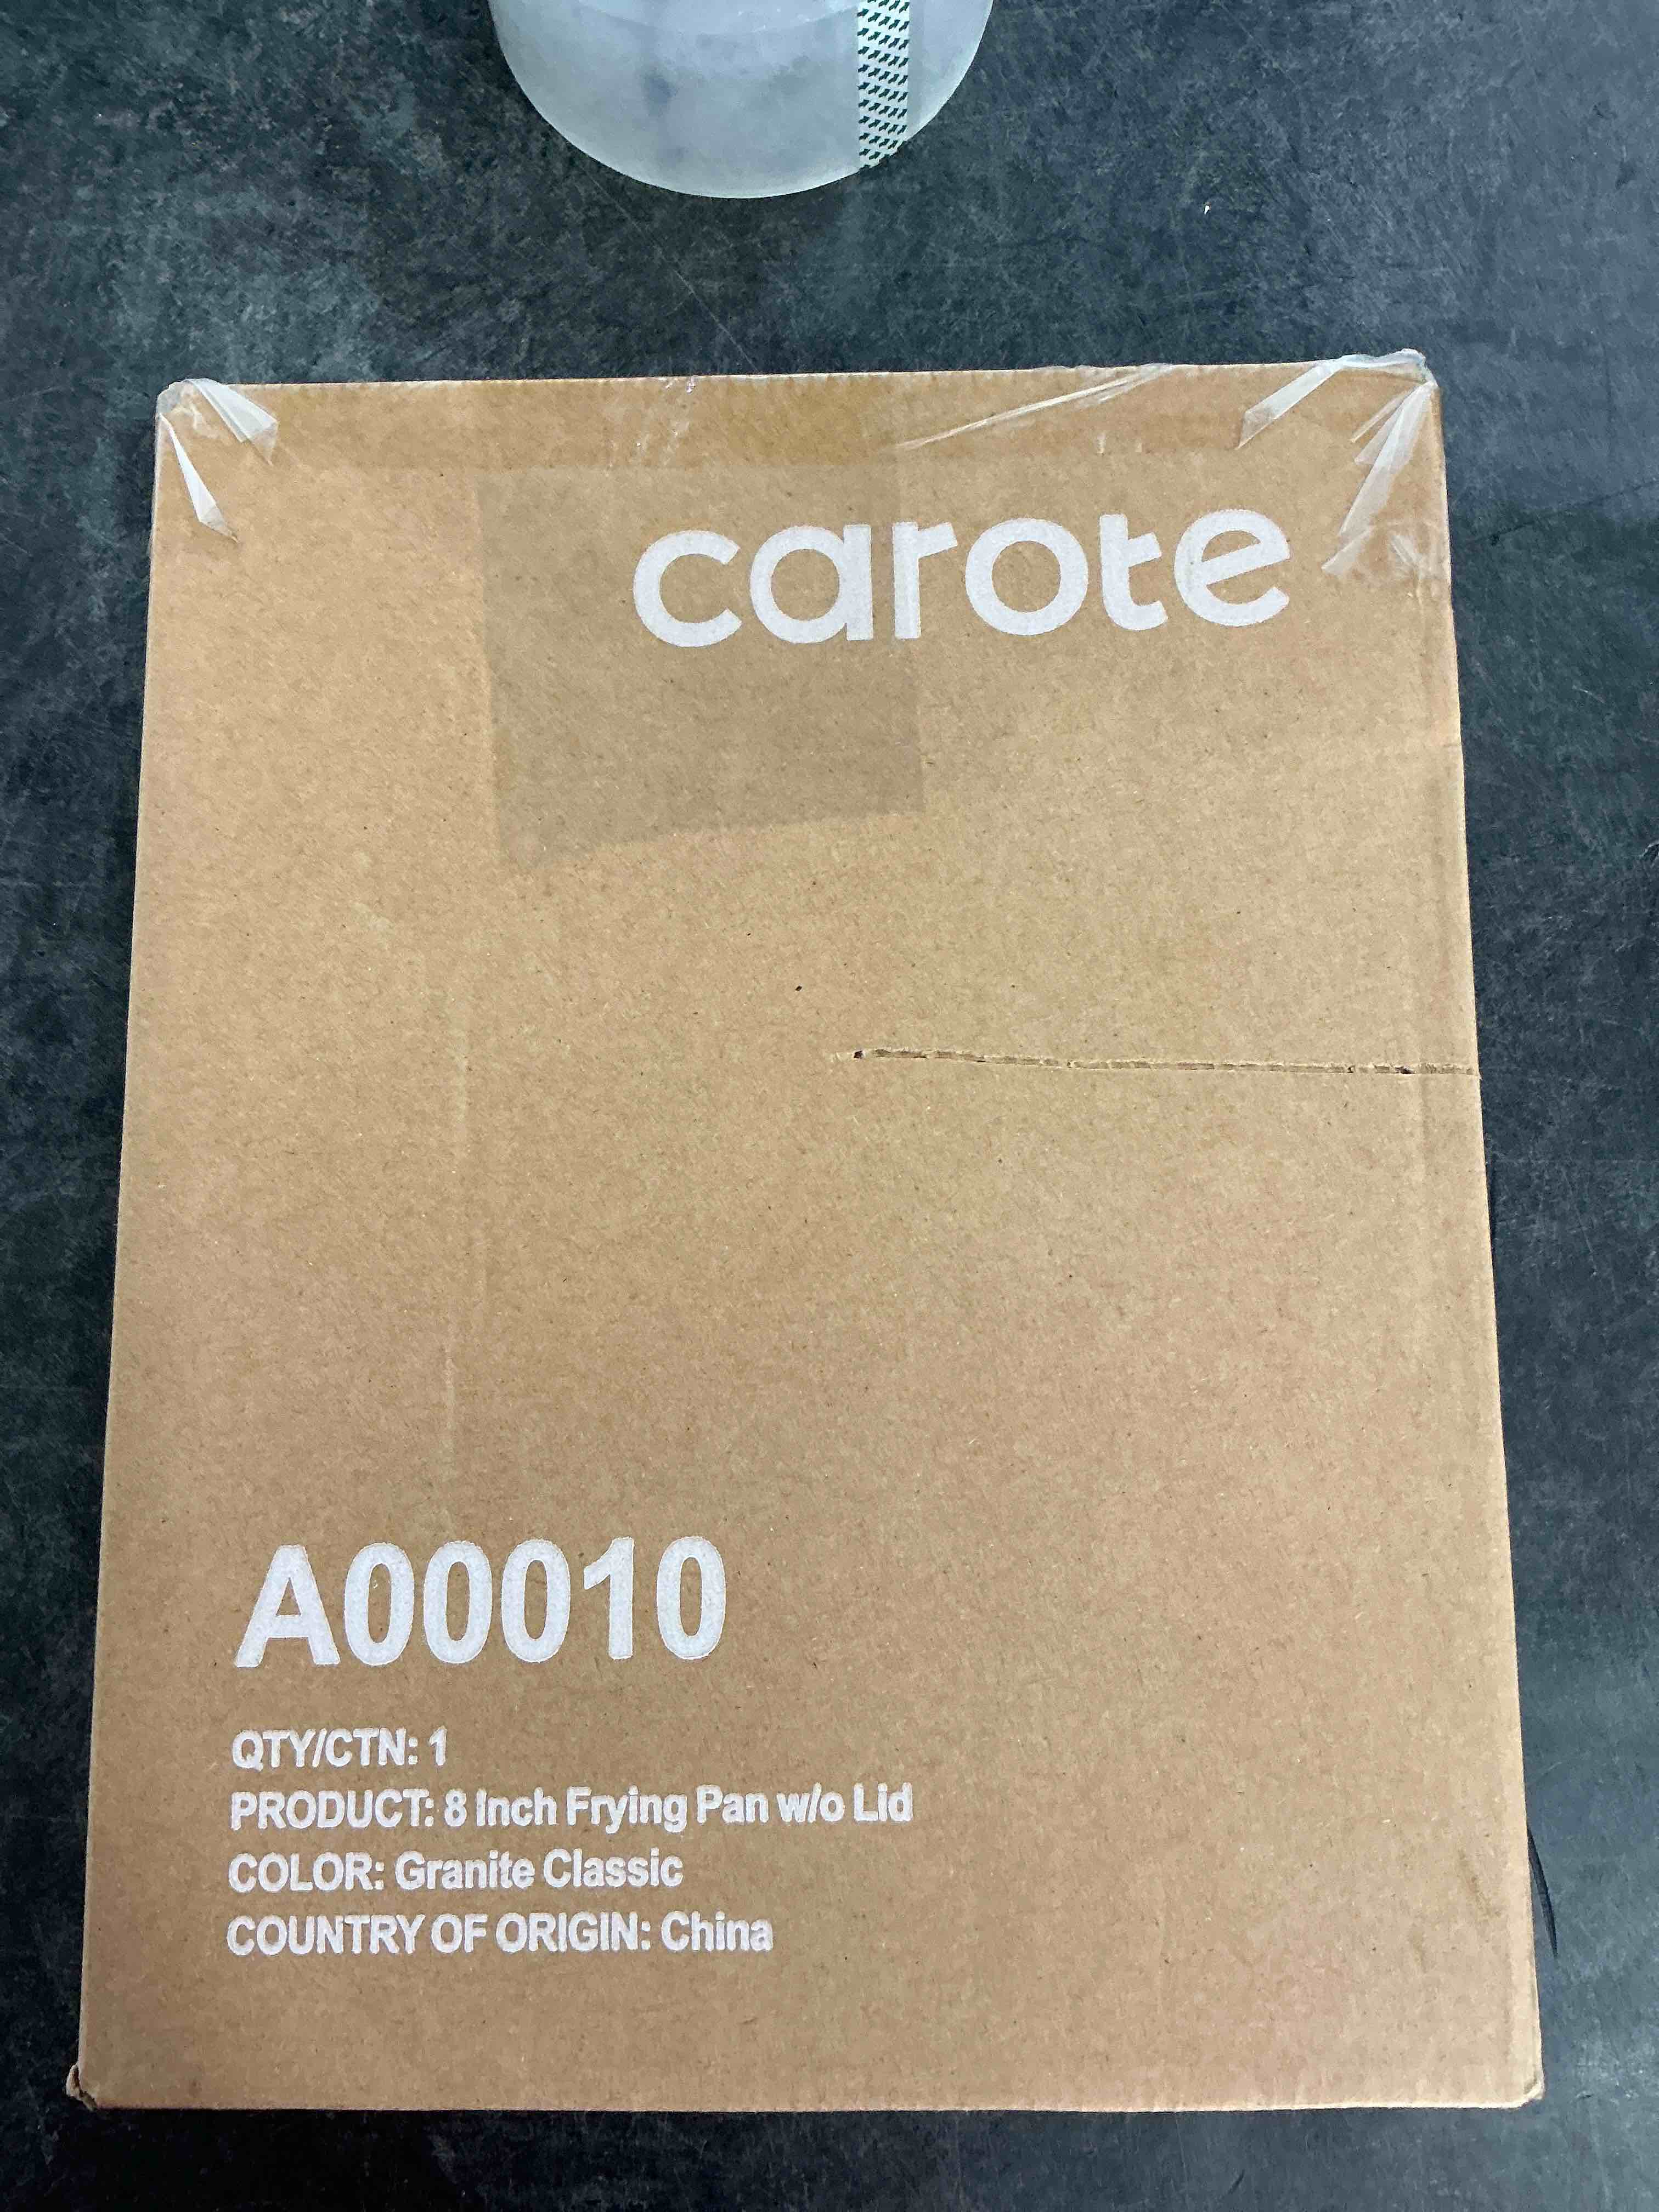 carote
A00010
QTY/CTN: 1
PRODUCT: 8 Inch Frying Pan w/o Lid
COLOR: Granite Classic
COUNTRY OF ORIGIN: China